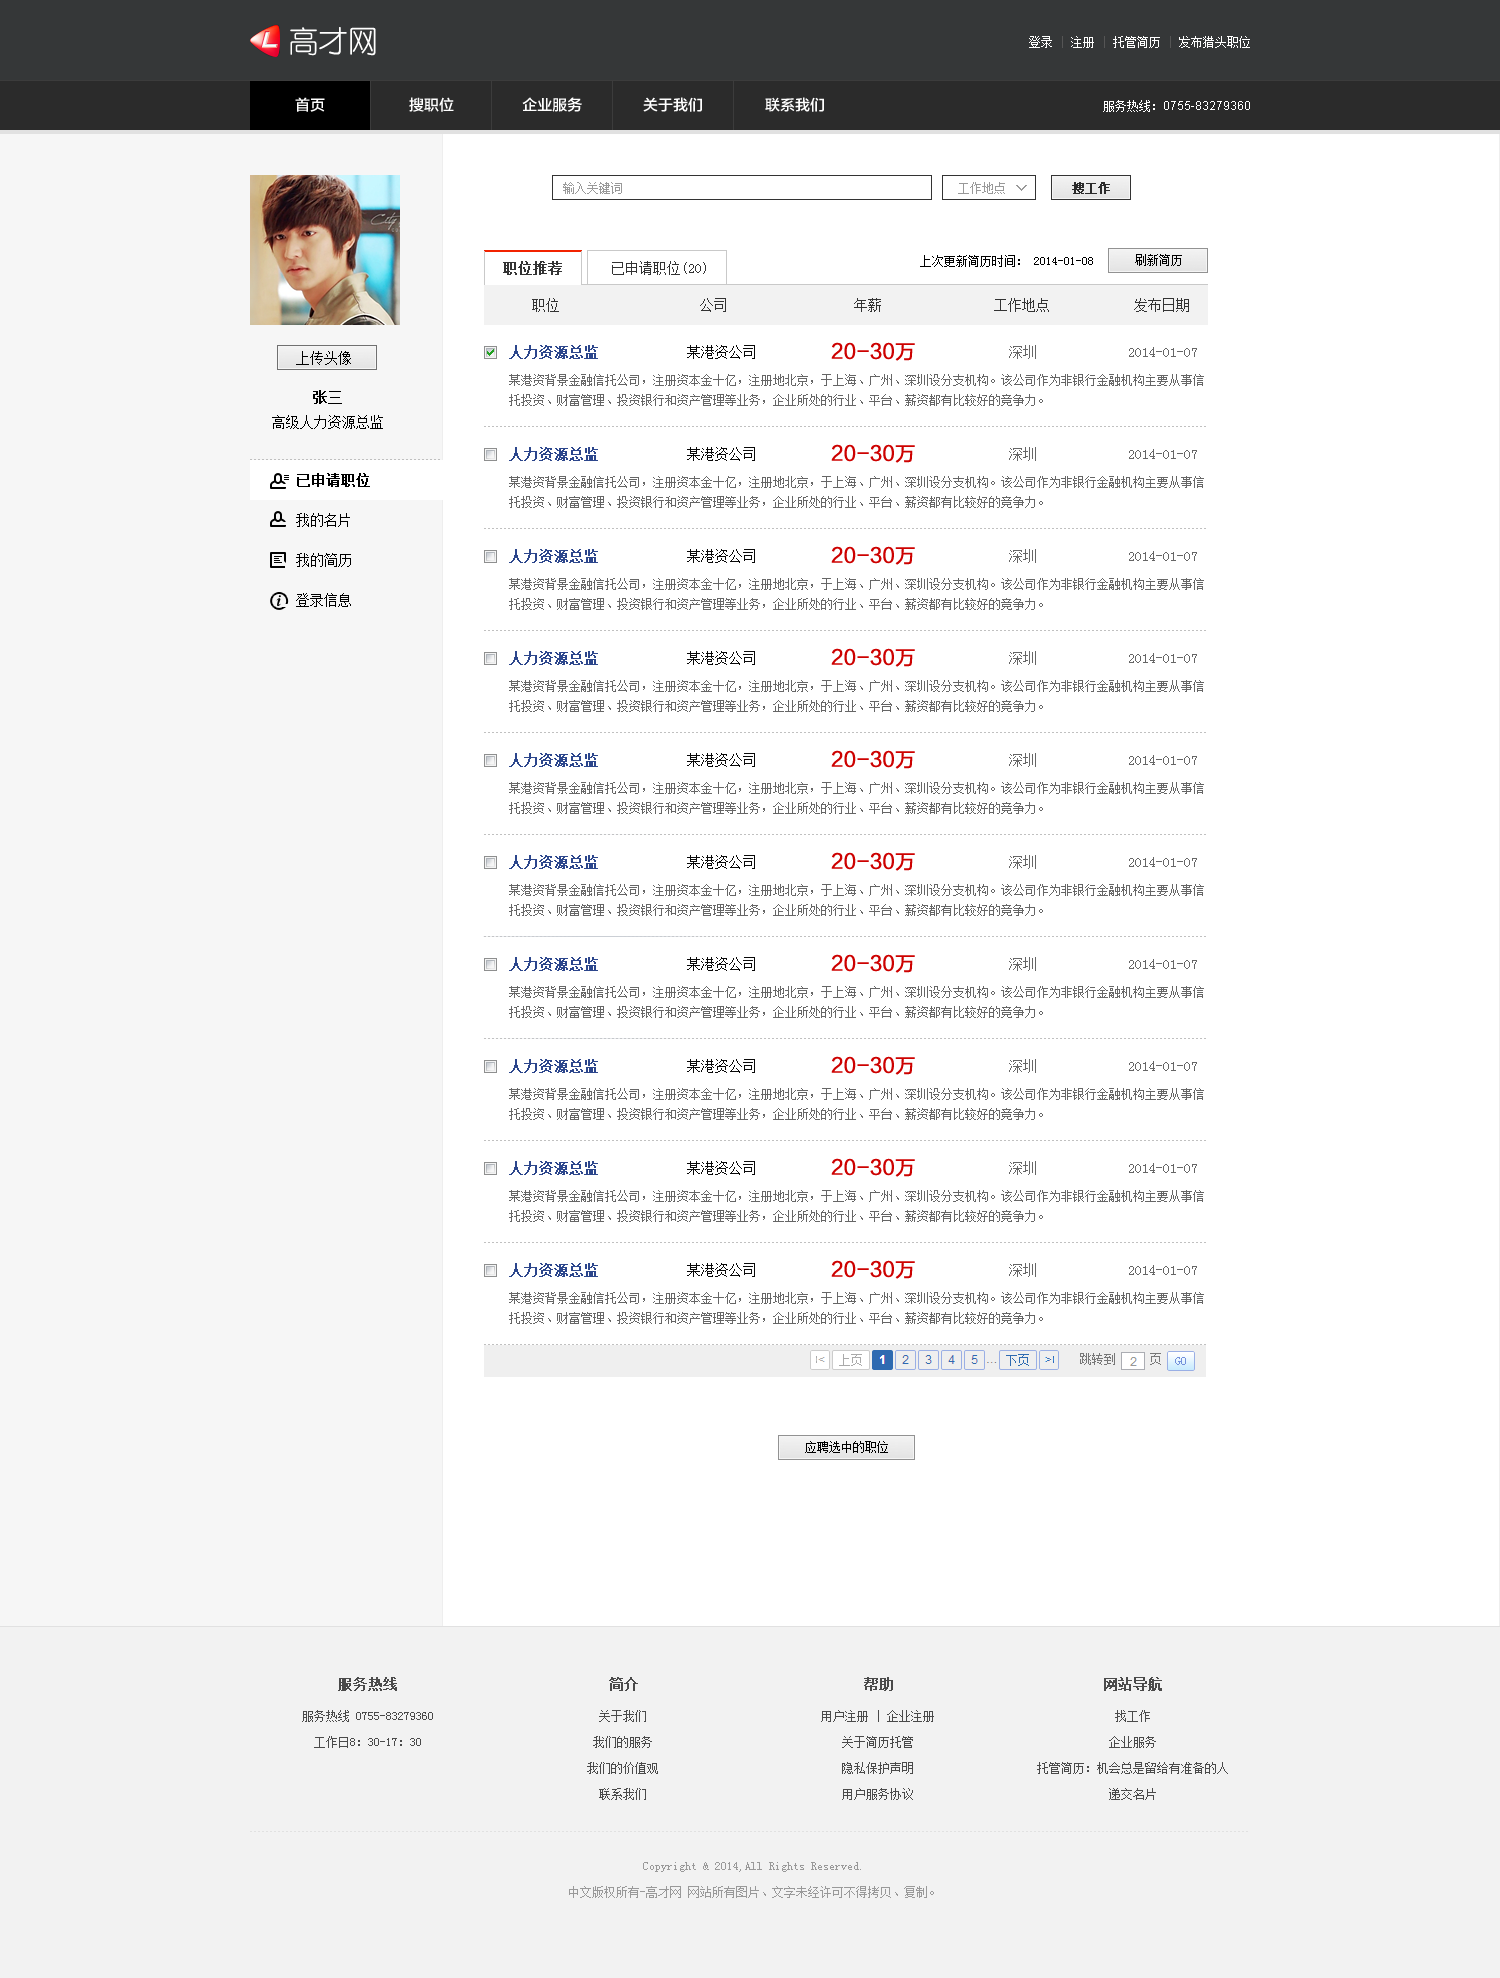 高才网
登录 | 注册 | 托管简历 | 发布猎头职位
首页 搜职位 企业服务 关于我们 联系我们 服务热线：0755-83279360
输入关键词 工作地点 搜工作
City
职位推荐 已申请职位(20) 上次更新简历时间： 2014-01-08 刷新简历
上传头像
张三
高级人力资源总监
已申请职位
我的名片
我的简历
登录信息
职位 公司 年薪 工作地点 发布日期
人力资源总监 某港资公司 20-30万 深圳 2014-01-07
某港资背景金融信托公司，注册资本金十亿，注册地北京，于上海、广州、深圳设分支机构。该公司作为非银行金融机构主要从事信
托投资、财富管理、投资银行和资产管理等业务，企业所处的行业、平台、薪资都有比较好的竞争力。
人力资源总监 某港资公司 20-30万 深圳 2014-01-07
某港资背景金融信托公司，注册资本金十亿，注册地北京，于上海、广州、深圳设分支机构。该公司作为非银行金融机构主要从事信
托投资、财富管理、投资银行和资产管理等业务，企业所处的行业、平台、薪资都有比较好的竞争力。
人力资源总监 某港资公司 20-30万 深圳 2014-01-07
某港资背景金融信托公司，注册资本金十亿，注册地北京，于上海、广州、深圳设分支机构。该公司作为非银行金融机构主要从事信
托投资、财富管理、投资银行和资产管理等业务，企业所处的行业、平台、薪资都有比较好的竞争力。
人力资源总监 某港资公司 20-30万 深圳 2014-01-07
某港资背景金融信托公司，注册资本金十亿，注册地北京，于上海、广州、深圳设分支机构。该公司作为非银行金融机构主要从事信
托投资、财富管理、投资银行和资产管理等业务，企业所处的行业、平台、薪资都有比较好的竞争力。
人力资源总监 某港资公司 20-30万 深圳 2014-01-07
某港资背景金融信托公司，注册资本金十亿，注册地北京，于上海、广州、深圳设分支机构。该公司作为非银行金融机构主要从事信
托投资、财富管理、投资银行和资产管理等业务，企业所处的行业、平台、薪资都有比较好的竞争力。
人力资源总监 某港资公司 20-30万 深圳 2014-01-07
某港资背景金融信托公司，注册资本金十亿，注册地北京，于上海、广州、深圳设分支机构。该公司作为非银行金融机构主要从事信
托投资、财富管理、投资银行和资产管理等业务，企业所处的行业、平台、薪资都有比较好的竞争力。
人力资源总监 某港资公司 20-30万 深圳 2014-01-07
某港资背景金融信托公司，注册资本金十亿，注册地北京，于上海、广州、深圳设分支机构。该公司作为非银行金融机构主要从事信
托投资、财富管理、投资银行和资产管理等业务，企业所处的行业、平台、薪资都有比较好的竞争力。
人力资源总监 某港资公司 20-30万 深圳 2014-01-07
某港资背景金融信托公司，注册资本金十亿，注册地北京，于上海、广州、深圳设分支机构。该公司作为非银行金融机构主要从事信
托投资、财富管理、投资银行和资产管理等业务，企业所处的行业、平台、薪资都有比较好的竞争力。
人力资源总监 某港资公司 20-30万 深圳 2014-01-07
某港资背景金融信托公司，注册资本金十亿，注册地北京，于上海、广州、深圳设分支机构。该公司作为非银行金融机构主要从事信
托投资、财富管理、投资银行和资产管理等业务，企业所处的行业、平台、薪资都有比较好的竞争力。
人力资源总监 某港资公司 20-30万 深圳 2014-01-07
某港资背景金融信托公司，注册资本金十亿，注册地北京，于上海、广州、深圳设分支机构。该公司作为非银行金融机构主要从事信
托投资、财富管理、投资银行和资产管理等业务，企业所处的行业、平台、薪资都有比较好的竞争力。
|< 上页 1 2 3 4 5 ... 下页 >| 跳转到 2 页 GO
应聘选中的职位
服务热线 简介 帮助 网站导航
服务热线 0755-83279360 关于我们 用户注册 | 企业注册 找工作
工作日8：30-17：30 我们的服务 关于简历托管 企业服务
我们的价值观 隐私保护声明 托管简历：机会总是留给有准备的人
联系我们 用户服务协议 递交名片
Copyright & 2014,All Rights Reserved.
中文版权所有-高才网 网站所有图片、文字未经许可不得拷贝、复制。